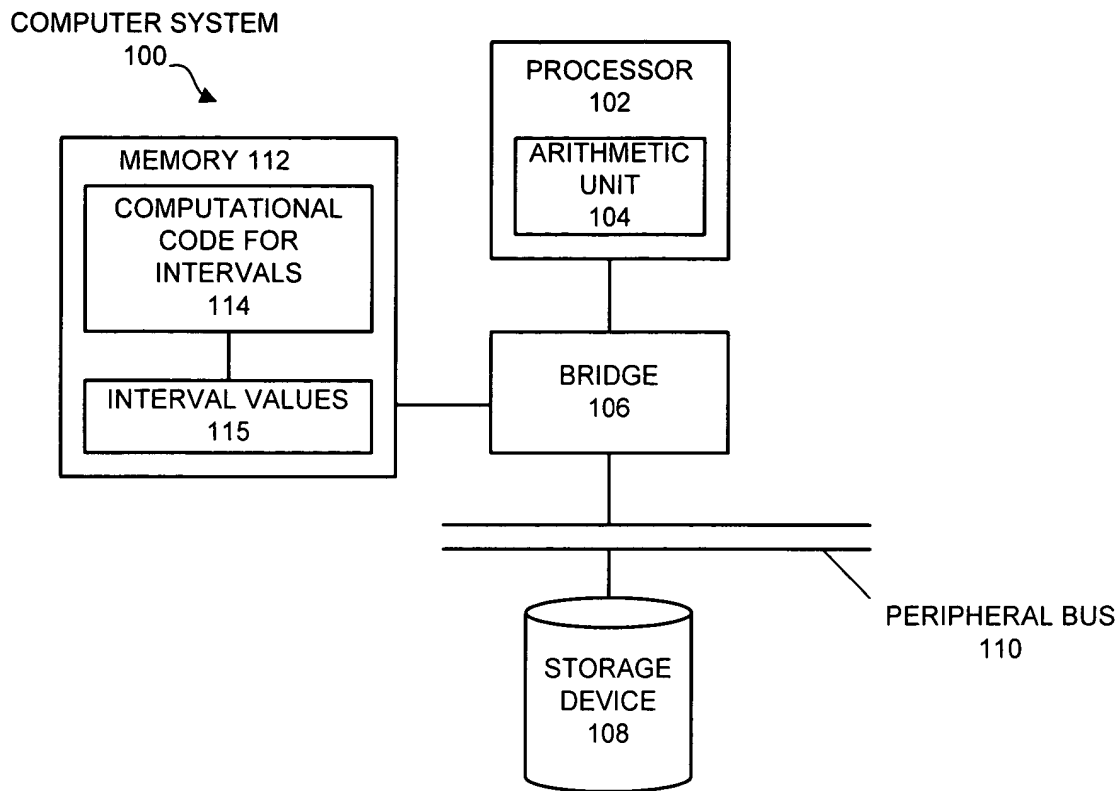 COMPUTER SYSTEM
100
PROCESSOR
102
ARITHMETIC
UNIT
104
MEMORY 112
COMPUTATIONAL
CODE FOR
INTERVALS
114
INTERVAL VALUES
115
BRIDGE
106
PERIPHERAL BUS
110
STORAGE
DEVICE
108